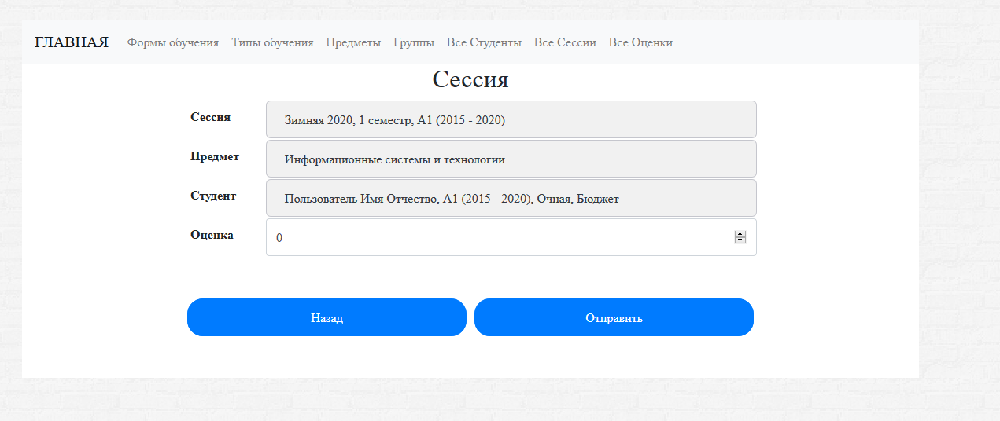 ГЛАВНАЯ Формы обучения Типы обучения Предметы Группы Все Студенты Все Сессии Все Оценки
Сессия
Сессия Зимняя 2020, 1 семестр, А1 (2015 - 2020)
Предмет Информационные системы и технологии
Студент Пользователь Имя Отчество, А1 (2015 - 2020), Очная, Бюджет
Оценка 0
Назад Отправить